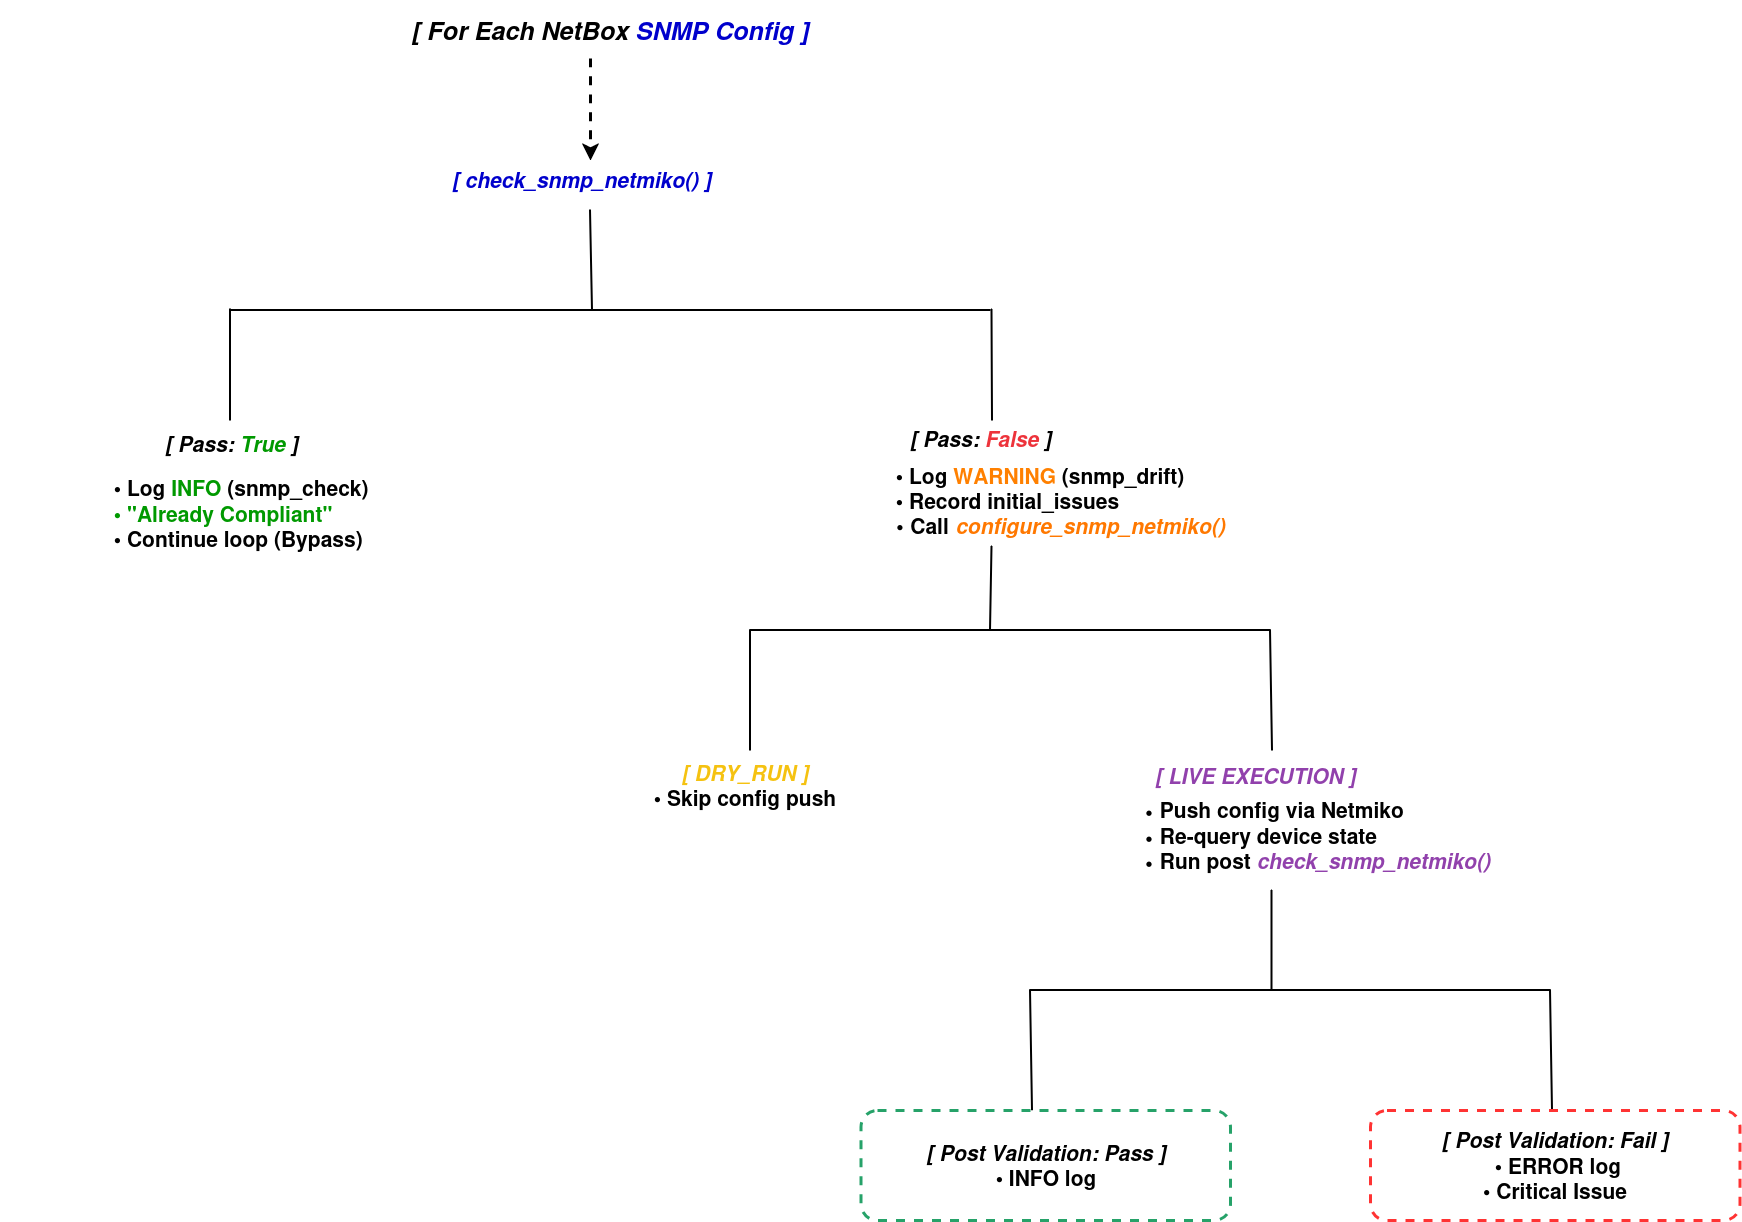 [ For Each NetBox SNMP Config ]
[ check_snmp_netmiko() ]
[ Pass: True ]
• Log INFO (snmp_check)
• "Already Compliant"
• Continue loop (Bypass)
[ Pass: False ]
• Log WARNING (snmp_drift)
• Record initial_issues
• Call configure_snmp_netmiko()
[ DRY_RUN ]
• Skip config push
[ LIVE EXECUTION ]
• Push config via Netmiko
• Re-query device state
• Run post check_snmp_netmiko()
[ Post Validation: Pass ]
• INFO log
[ Post Validation: Fail ]
• ERROR log
• Critical Issue